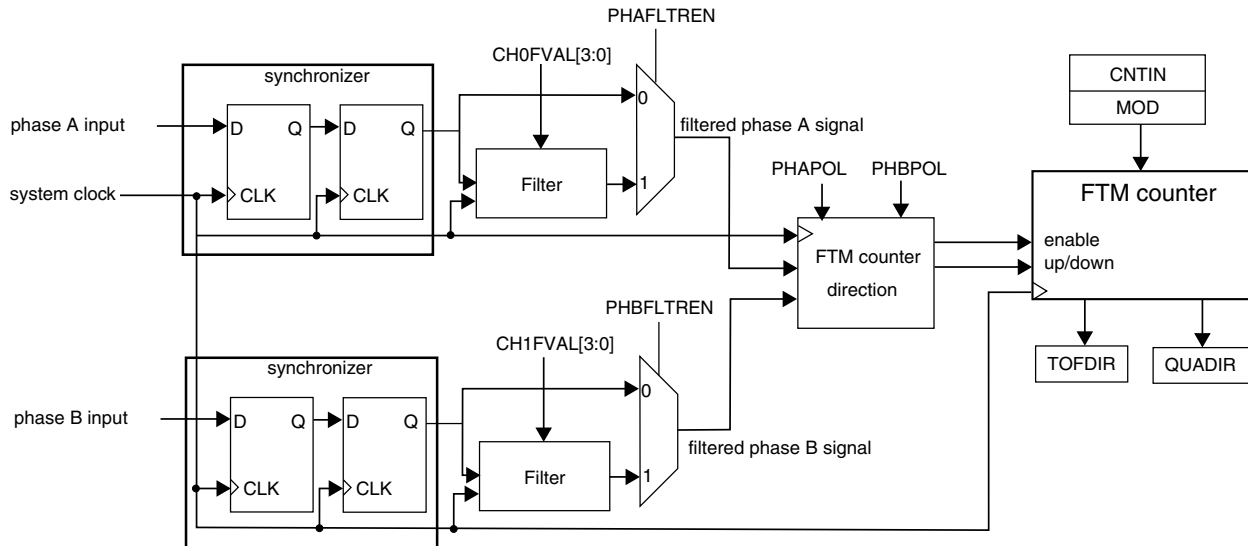 PHAFLTREN
CH0FVAL[3:0]
synchronizer
CNTIN
MOD
phase A input
D Q D Q
0
filtered phase A signal
system clock
CLK CLK
Filter
1
PHAPOL PHBPOL
FTM counter
enable
up/down
FTM counter
direction
PHBFLTREN
CH1FVAL[3:0]
synchronizer
TOFDIR QUADIR
phase B input
D Q D Q
0
filtered phase B signal
CLK CLK
Filter
1